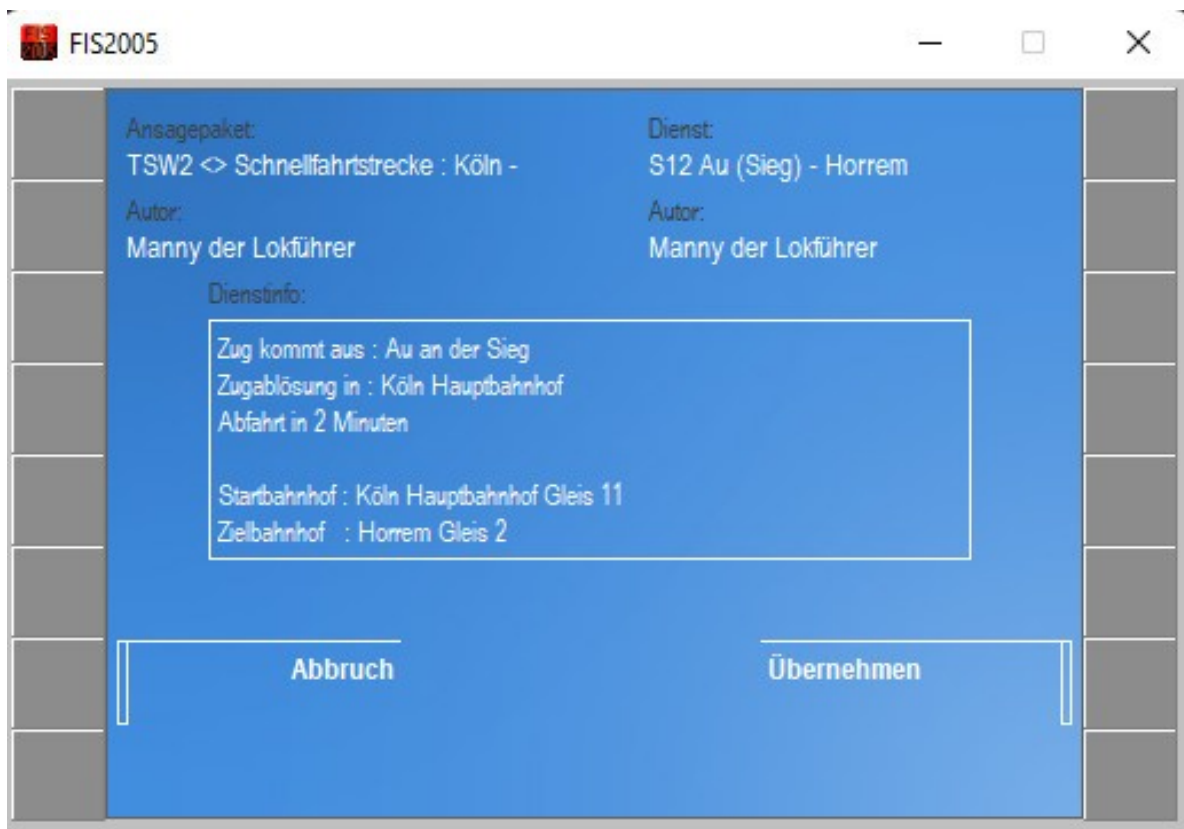 FIS2005
Ansagepaket:
TSW2 <> Schnellfahrtstrecke : Köln -
Autor:
Manny der Lokführer
Dienst:
S12 Au (Sieg) - Horrem
Autor:
Manny der Lokführer
Dienstinfo:
Zug kommt aus : Au an der Sieg
Zugablösung in : Köln Hauptbahnhof
Abfahrt in 2 Minuten
Startbahnhof : Köln Hauptbahnhof Gleis 11
Zielbahnhof : Horrem Gleis 2
Abbruch
Übernehmen